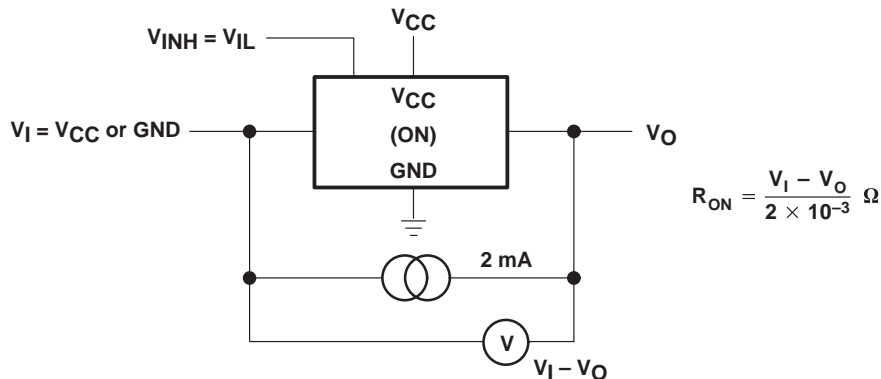 VCC
VINH = VIL
VCC
VI = VCC or GND
(ON)
VO
GND
RON = VI – VO / 2 × 10–3 Ω
2 mA
V
VI – VO